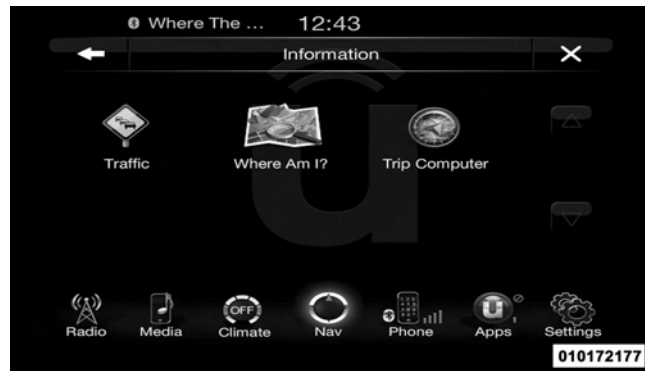 Where The ... 12:43
Information
Traffic Where Am I? Trip Computer
OFF
Radio Media Climate Nav Phone Apps Settings
010172177